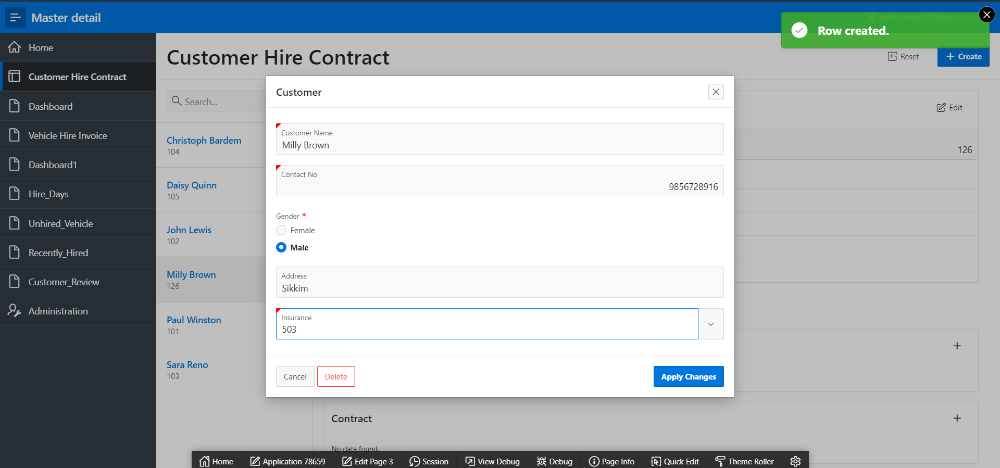 Master detail
aastha.niraula20@gmail.com
Row created.
Home
Customer Hire Contract
Dashboard
Vehicle Hire Invoice
Dashboard1
Hire_Days
Unhired_Vehicle
Recently_Hired
Customer_Review
Administration
Customer Hire Contract
Reset
Create
Search...
Christoph Bardem
104
Daisy Quinn
105
John Lewis
102
Milly Brown
126
Paul Winston
101
Sara Reno
103
Edit
126
Customer
Customer Name
Milly Brown
Contact No
9856728916
Gender *
Female
Male
Address
Sikkim
Insurance
503
Cancel
Delete
Apply Changes
Contract
No data found.
Home
Application 78659
Edit Page 3
Session
View Debug
Debug
Page Info
Quick Edit
Theme Roller